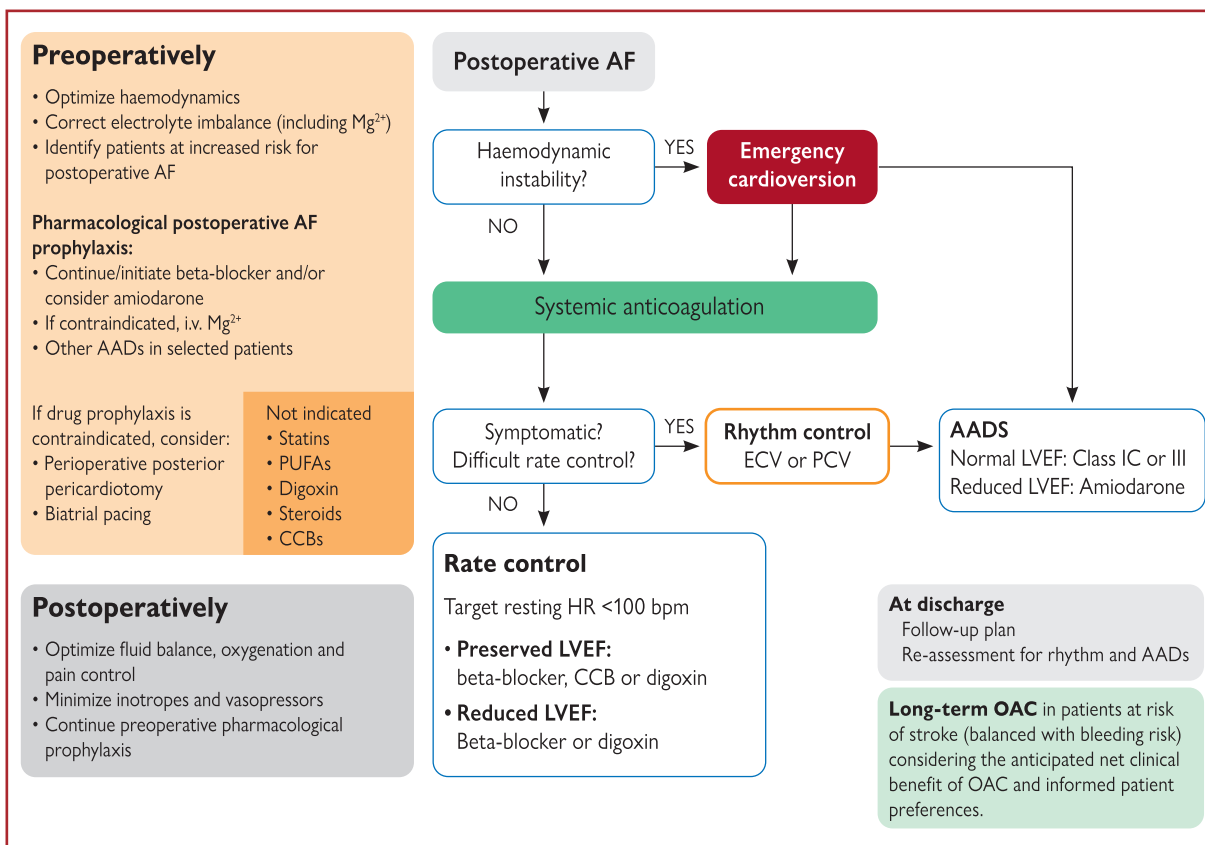 Preoperatively
• Optimize haemodynamics
• Correct electrolyte imbalance (including Mg²⁺)
• Identify patients at increased risk for
postoperative AF
Pharmacological postoperative AF
prophylaxis:
• Continue/initiate beta-blocker and/or
consider amiodarone
• If contraindicated, i.v. Mg²⁺
• Other AADs in selected patients
If drug prophylaxis is
contraindicated, consider:
• Perioperative posterior
pericardiotomy
• Biatrial pacing
Not indicated
• Statins
• PUFAs
• Digoxin
• Steroids
• CCBs
Postoperatively
• Optimize fluid balance, oxygenation and
pain control
• Minimize inotropes and vasopressors
• Continue preoperative pharmacological
prophylaxis
Postoperative AF
Haemodynamic
instability?
YES
Emergency
cardioversion
NO
Systemic anticoagulation
Symptomatic?
Difficult rate control?
YES
Rhythm control
ECV or PCV
AADS
Normal LVEF: Class IC or III
Reduced LVEF: Amiodarone
NO
Rate control
Target resting HR <100 bpm
• Preserved LVEF:
beta-blocker, CCB or digoxin
• Reduced LVEF:
Beta-blocker or digoxin
At discharge
Follow-up plan
Re-assessment for rhythm and AADs
Long-term OAC in patients at risk
of stroke (balanced with bleeding risk)
considering the anticipated net clinical
benefit of OAC and informed patient
preferences.